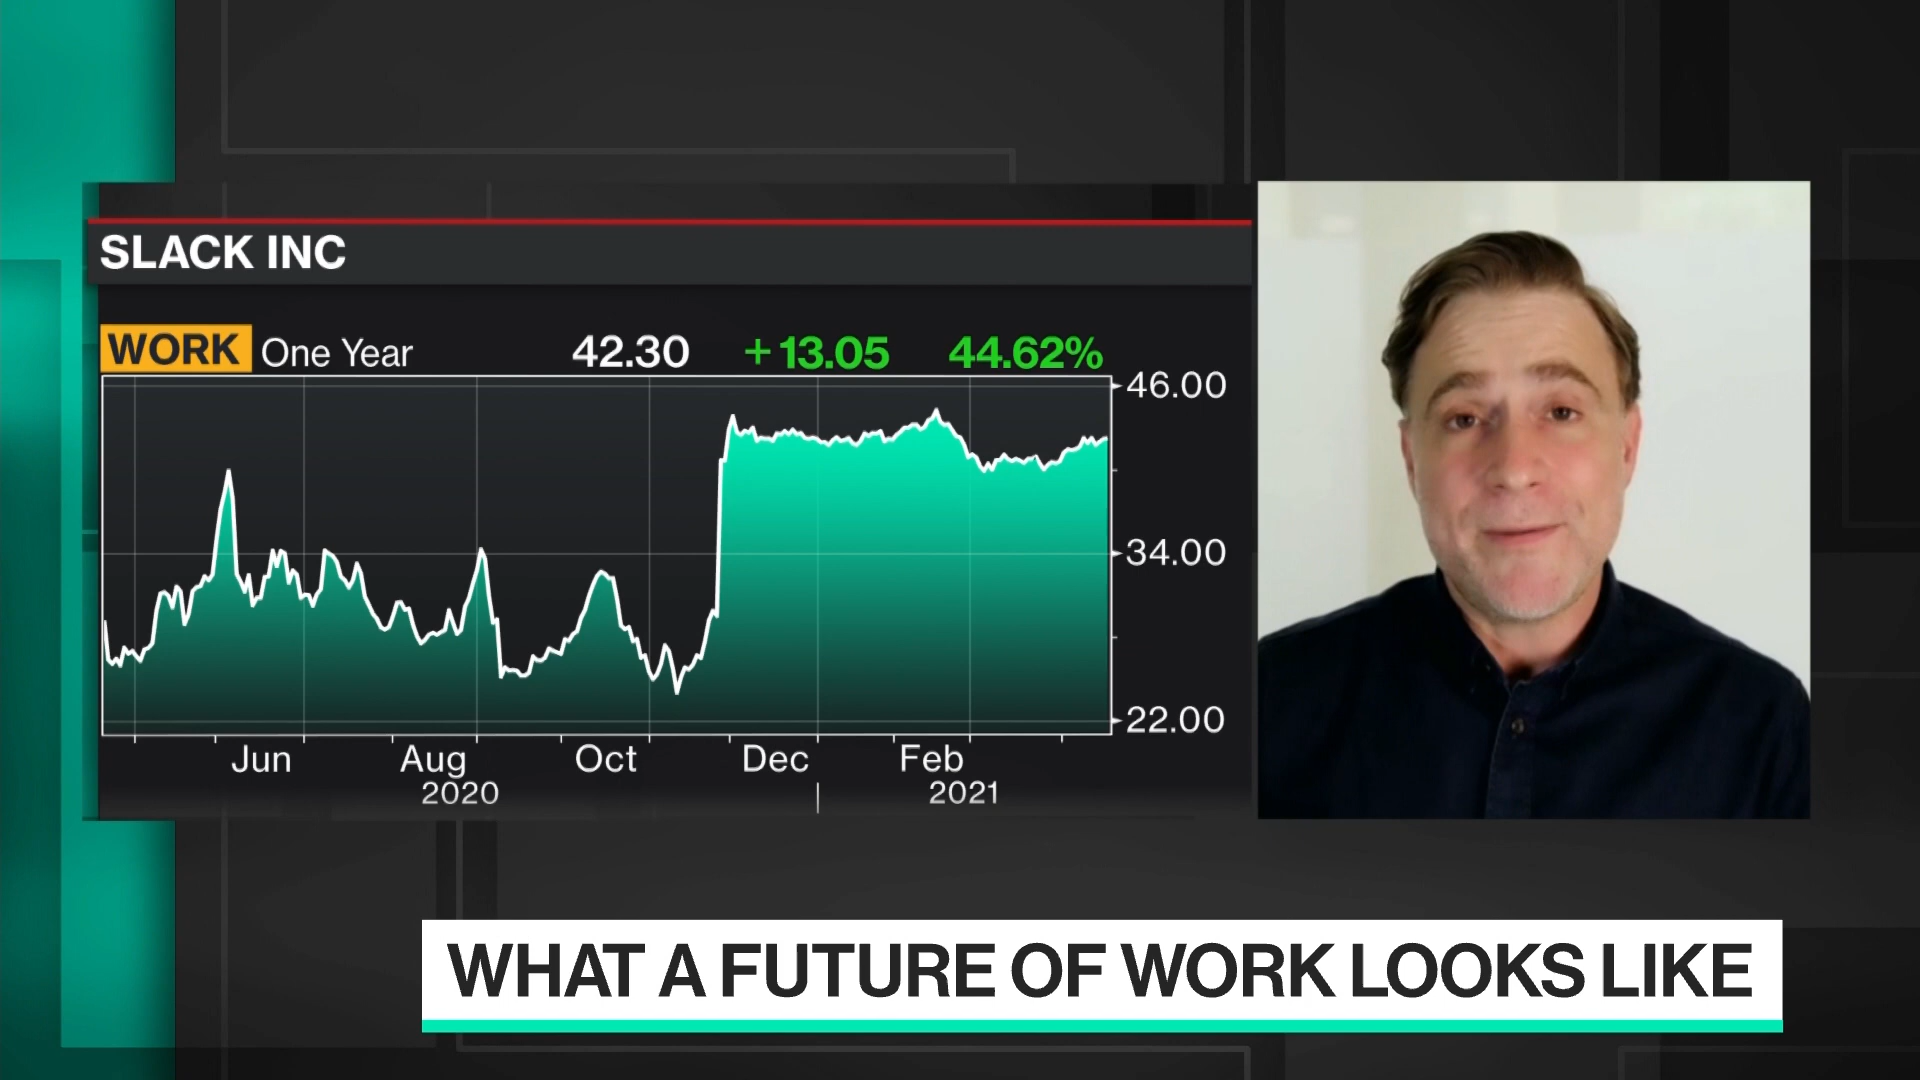 SLACK INC
WORK One Year 42.30 +13.05 44.62%
46.00
34.00
22.00
Jun Aug Oct Dec Feb
2020 2021
WHAT A FUTURE OF WORK LOOKS LIKE